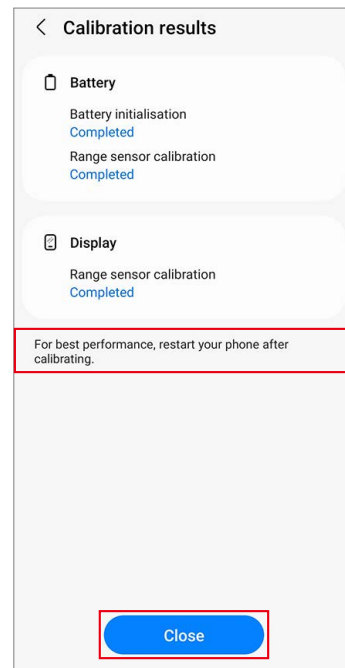 Calibration results
Battery
Battery initialisation
Completed
Range sensor calibration
Completed
Display
Range sensor calibration
Completed
For best performance, restart your phone after
calibrating.
Close